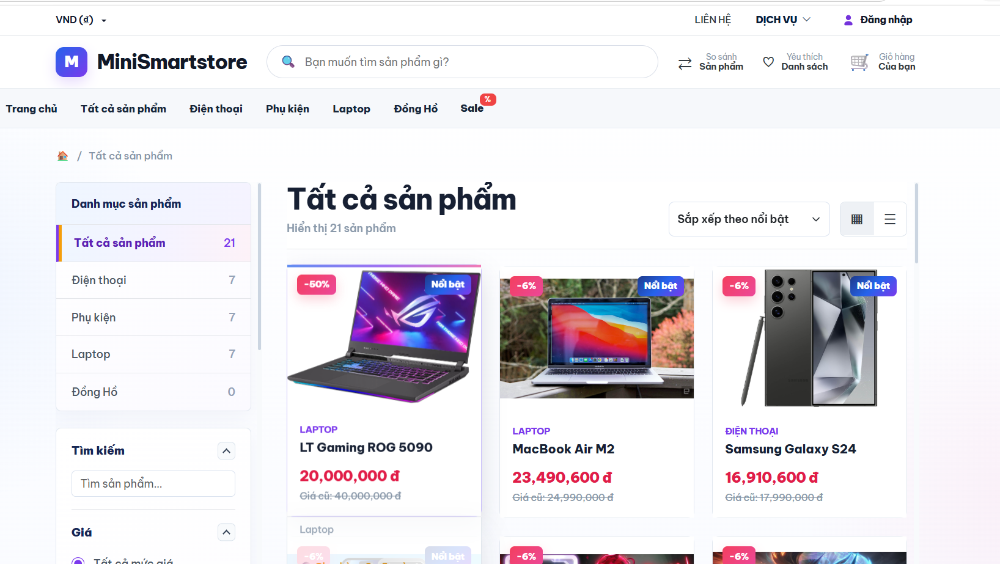 VND (₫)
LIÊN HỆ
DỊCH VỤ
Đăng nhập
M
MiniSmartstore
Bạn muốn tìm sản phẩm gì?
So sánh
Sản phẩm
Yêu thích
Danh sách
Giỏ hàng
Của bạn
Trang chủ
Tất cả sản phẩm
Điện thoại
Phụ kiện
Laptop
Đồng Hồ
Sale
%
/ Tất cả sản phẩm
Danh mục sản phẩm
Tất cả sản phẩm 21
Điện thoại 7
Phụ kiện 7
Laptop 7
Đồng Hồ 0
Tìm kiếm
Tìm sản phẩm...
Giá
Tất cả mức giá
Tất cả sản phẩm
Hiển thị 21 sản phẩm
Sắp xếp theo nổi bật
-50%
Nổi bật
LAPTOP
LT Gaming ROG 5090
20,000,000 đ
Giá cũ: 40,000,000 đ
Laptop
-6%
Nổi bật
LAPTOP
MacBook Air M2
23,490,600 đ
Giá cũ: 24,990,000 đ
-6%
Nổi bật
ĐIỆN THOẠI
Samsung Galaxy S24
16,910,600 đ
Giá cũ: 17,990,000 đ
-6%
Nổi bật
-6%
-6%